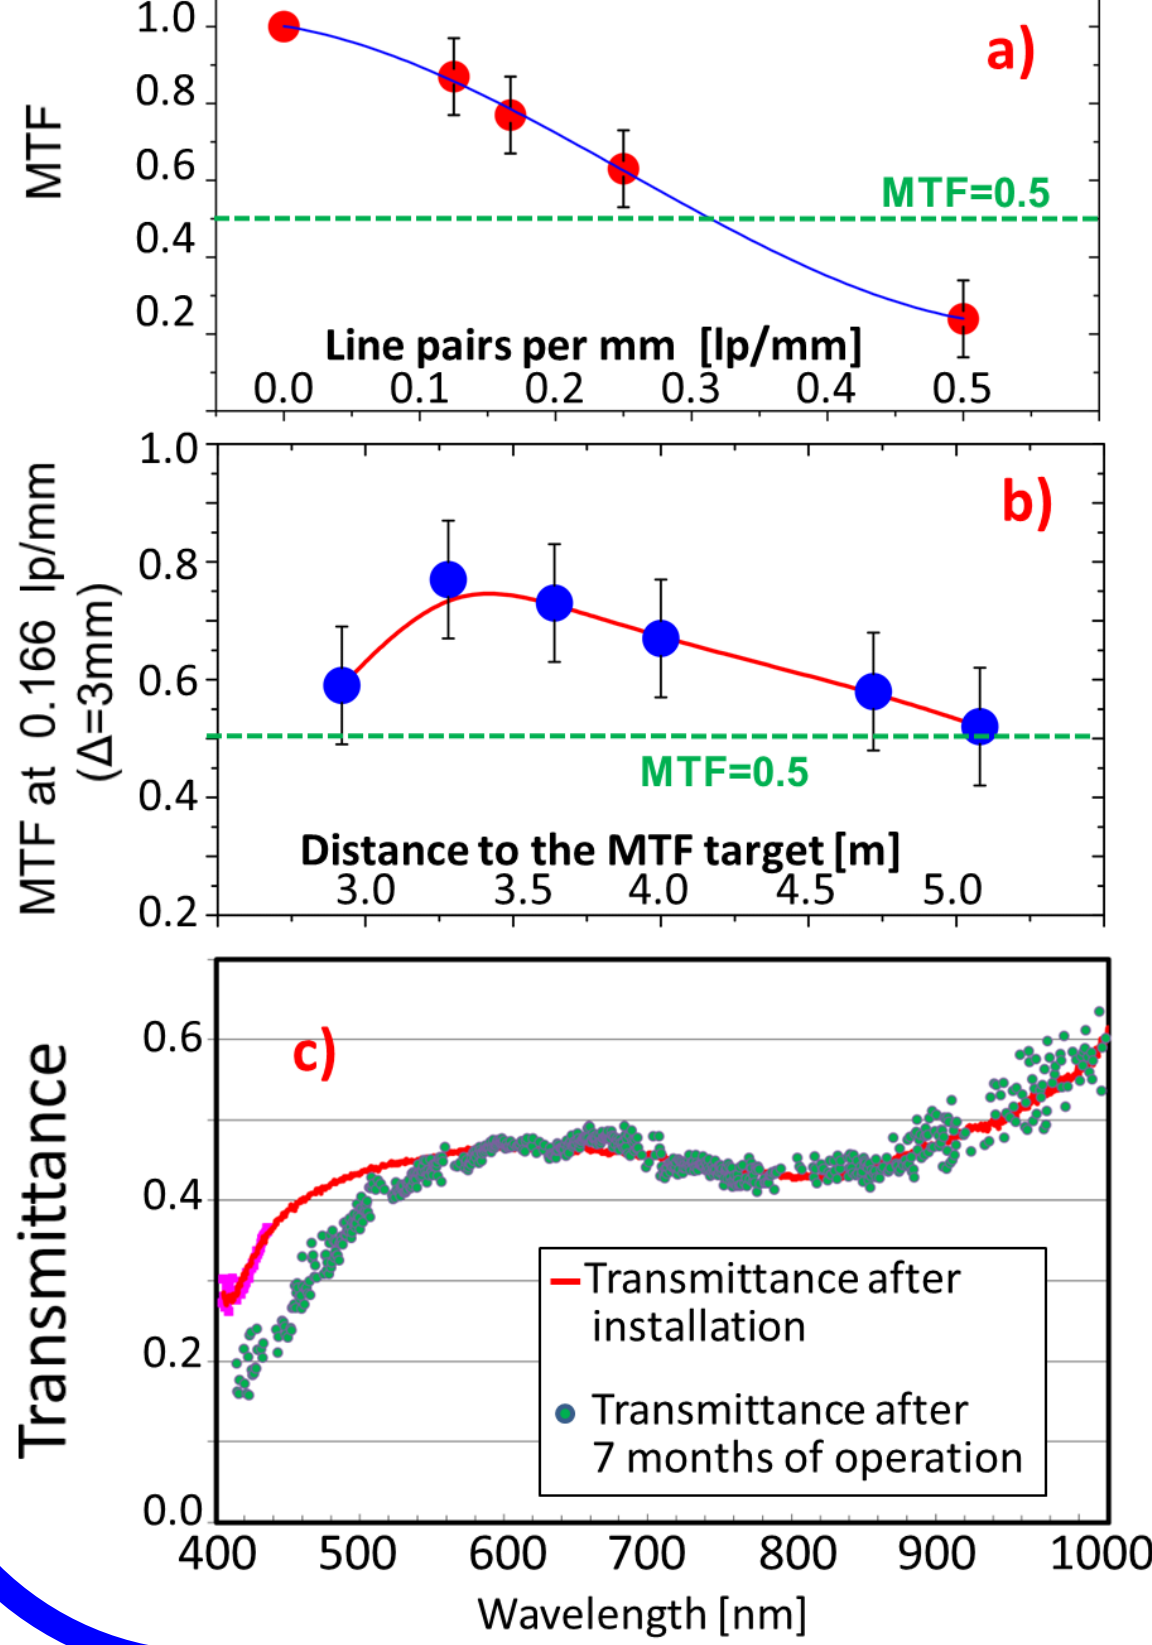 1.0
a)
0.8
MTF
0.6
MTF=0.5
0.4
0.2
Line pairs per mm [lp/mm]
0.0 0.1 0.2 0.3 0.4 0.5
1.0
b)
0.8
MTF at 0.166 lp/mm
(Δ=3mm)
0.6
MTF=0.5
0.4
Distance to the MTF target [m]
3.0 3.5 4.0 4.5 5.0
0.2
c)
0.6
Transmittance
0.4
Transmittance after
installation
0.2
Transmittance after
7 months of operation
0.0
400 500 600 700 800 900 1000
Wavelength [nm]